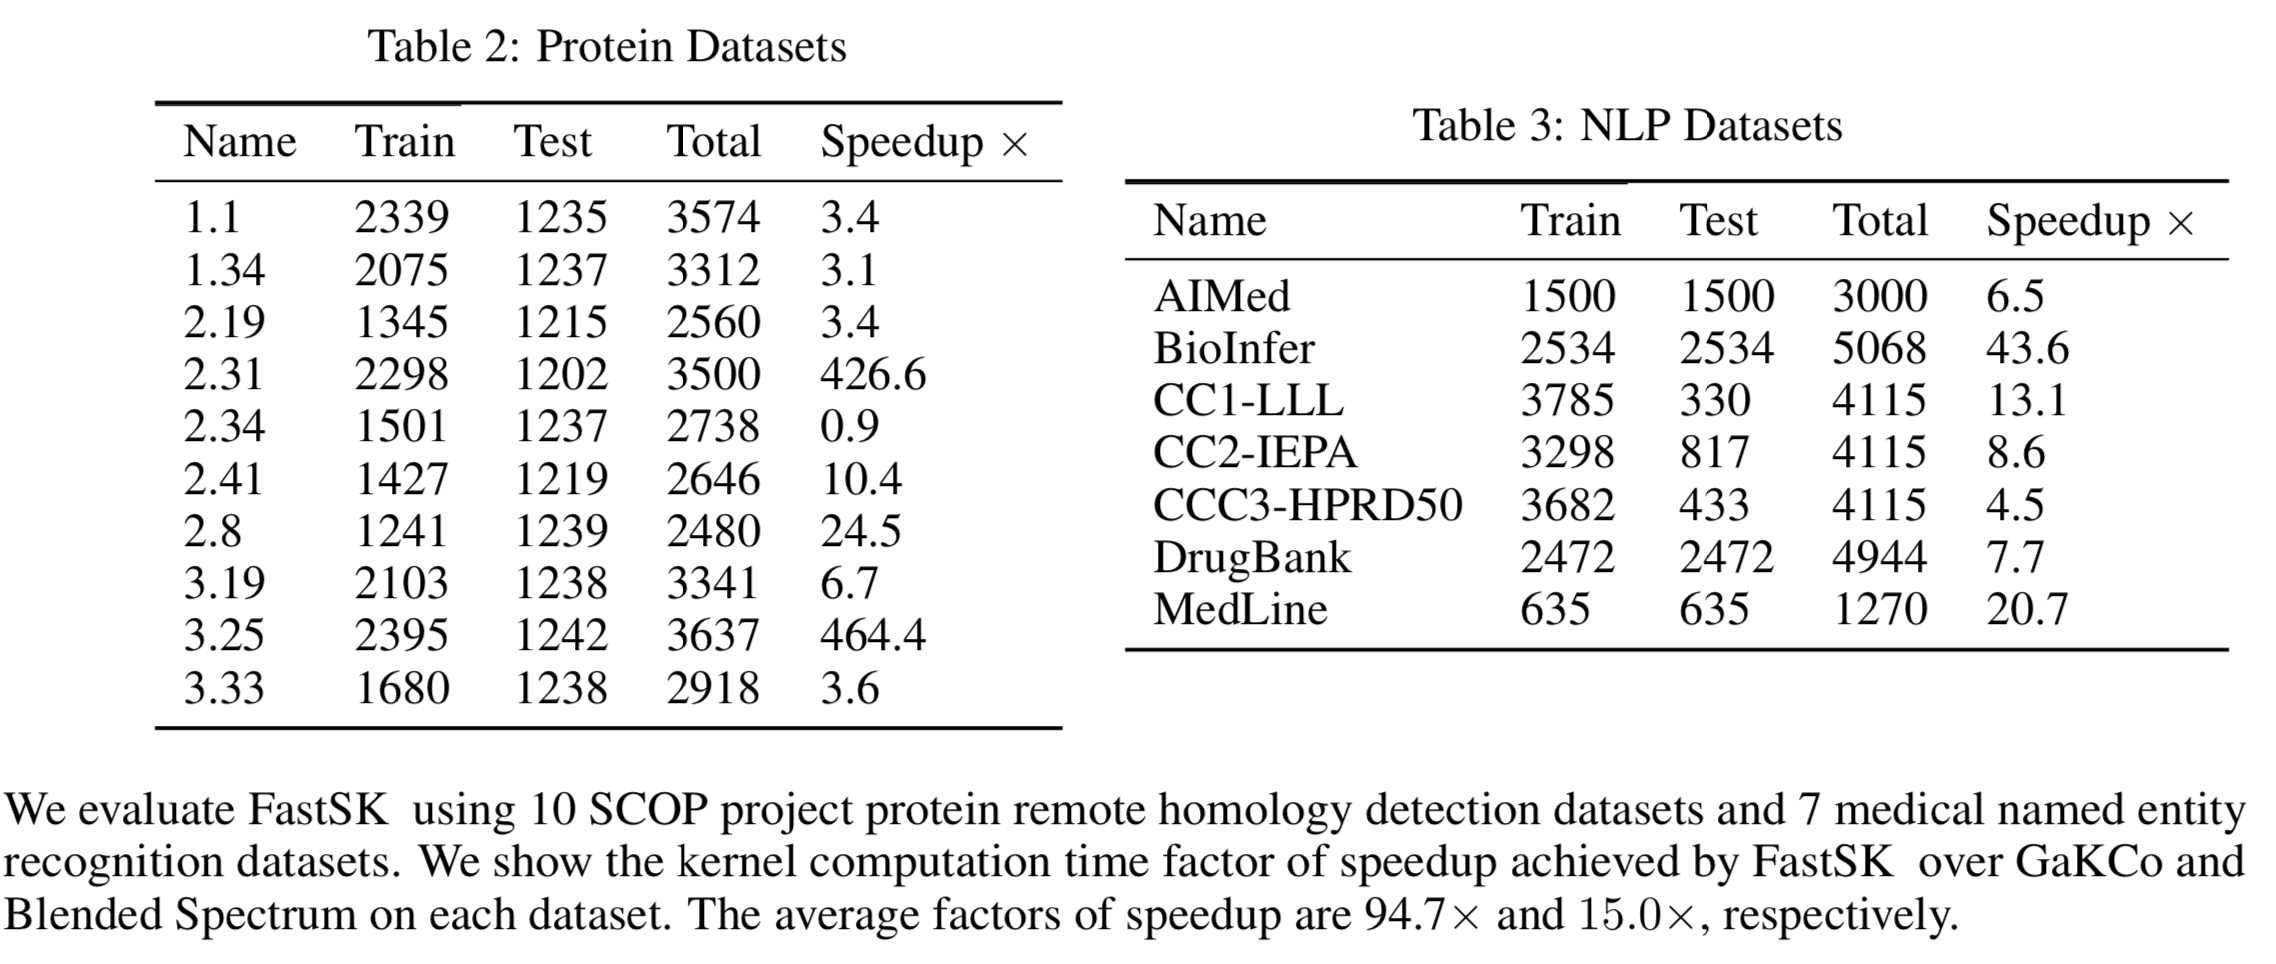 Table 2: Protein Datasets
Name Train Test Total Speedup ×
1.1 2339 1235 3574 3.4
1.34 2075 1237 3312 3.1
2.19 1345 1215 2560 3.4
2.31 2298 1202 3500 426.6
2.34 1501 1237 2738 0.9
2.41 1427 1219 2646 10.4
2.8 1241 1239 2480 24.5
3.19 2103 1238 3341 6.7
3.25 2395 1242 3637 464.4
3.33 1680 1238 2918 3.6
Table 3: NLP Datasets
Name Train Test Total Speedup ×
AIMed 1500 1500 3000 6.5
BioInfer 2534 2534 5068 43.6
CC1-LLL 3785 330 4115 13.1
CC2-IEPA 3298 817 4115 8.6
CCC3-HPRD50 3682 433 4115 4.5
DrugBank 2472 2472 4944 7.7
MedLine 635 635 1270 20.7
We evaluate FastSK using 10 SCOP project protein remote homology detection datasets and 7 medical named entity
recognition datasets. We show the kernel computation time factor of speedup achieved by FastSK over GaKCo and
Blended Spectrum on each dataset. The average factors of speedup are 94.7× and 15.0×, respectively.